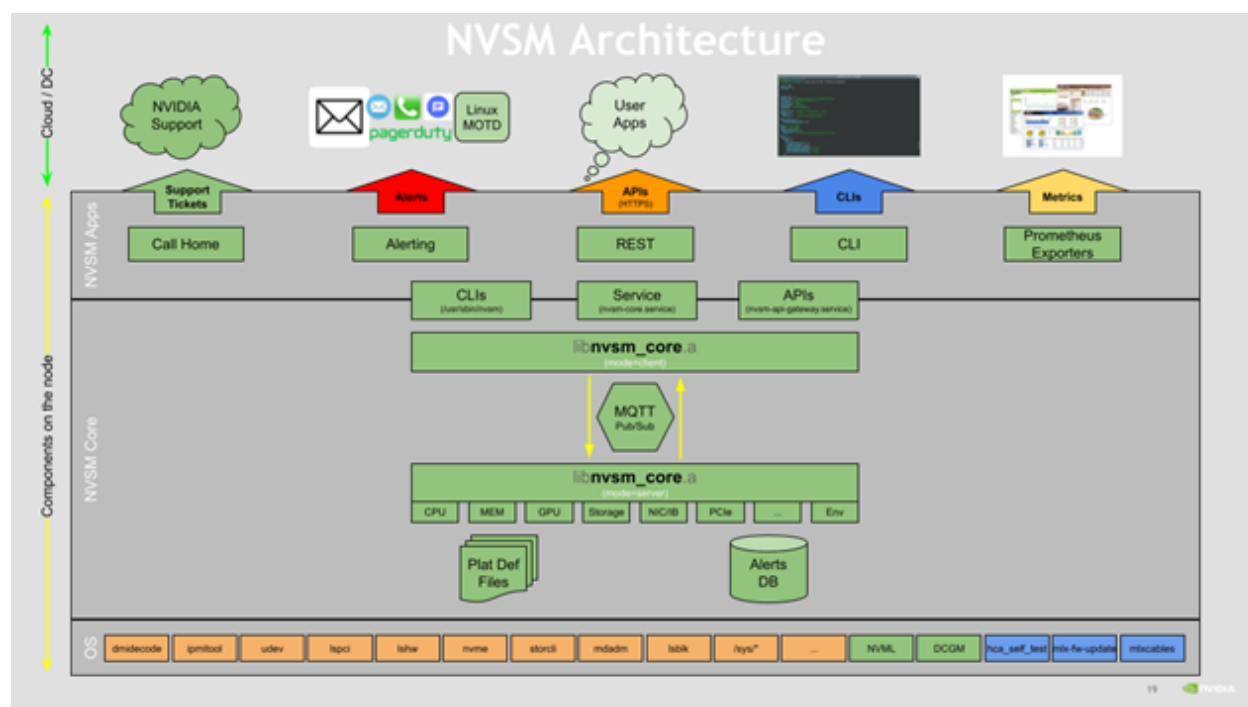 NVSM Architecture
Cloud / DC
NVIDIA
Support
pagerduty
Linux
MOTD
User
Apps
Support
Tickets
Alerts
APIs
(HTTPS)
CLIs
Metrics
NVSM Apps
Call Home
Alerting
REST
CLI
Prometheus
Exporters
Components on the node
NVSM Core
CLIs
(/usr/sbin/nvsm)
Service
(nvsm-core.service)
APIs
(nvsm-api-gateway.service)
libnvsm_core.a
(mode=client)
MQTT
Pub/Sub
libnvsm_core.a
(mode=server)
CPU
MEM
GPU
Storage
NIC/IB
PCIe
...
Env
Plat Def
Files
Alerts
DB
OS
dmidecode
ipmitool
udev
lspci
lshw
nvme
storcli
mdadm
lsblk
/sys/*
...
NVML
DCGM
hca_self_test
mlx-fw-update
mlxcables
19
NVIDIA